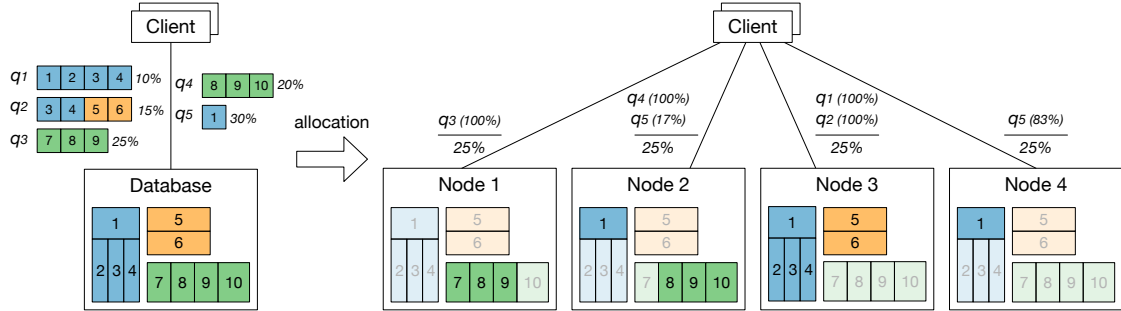 Client
q1 1 2 3 4 10%
q4 8 9 10 20%
q2 3 4 5 6 15%
q5 1 30%
q3 7 8 9 25%
allocation
Database
1 5
6
2 3 4
7 8 9 10
Client
q3 (100%)
25%
q4 (100%)
q5 (17%)
25%
q1 (100%)
q2 (100%)
25%
q5 (83%)
25%
Node 1
1 5
6
2 3 4
7 8 9 10
Node 2
1 5
6
2 3 4
7 8 9 10
Node 3
1 5
6
2 3 4
7 8 9 10
Node 4
1 5
6
2 3 4
7 8 9 10